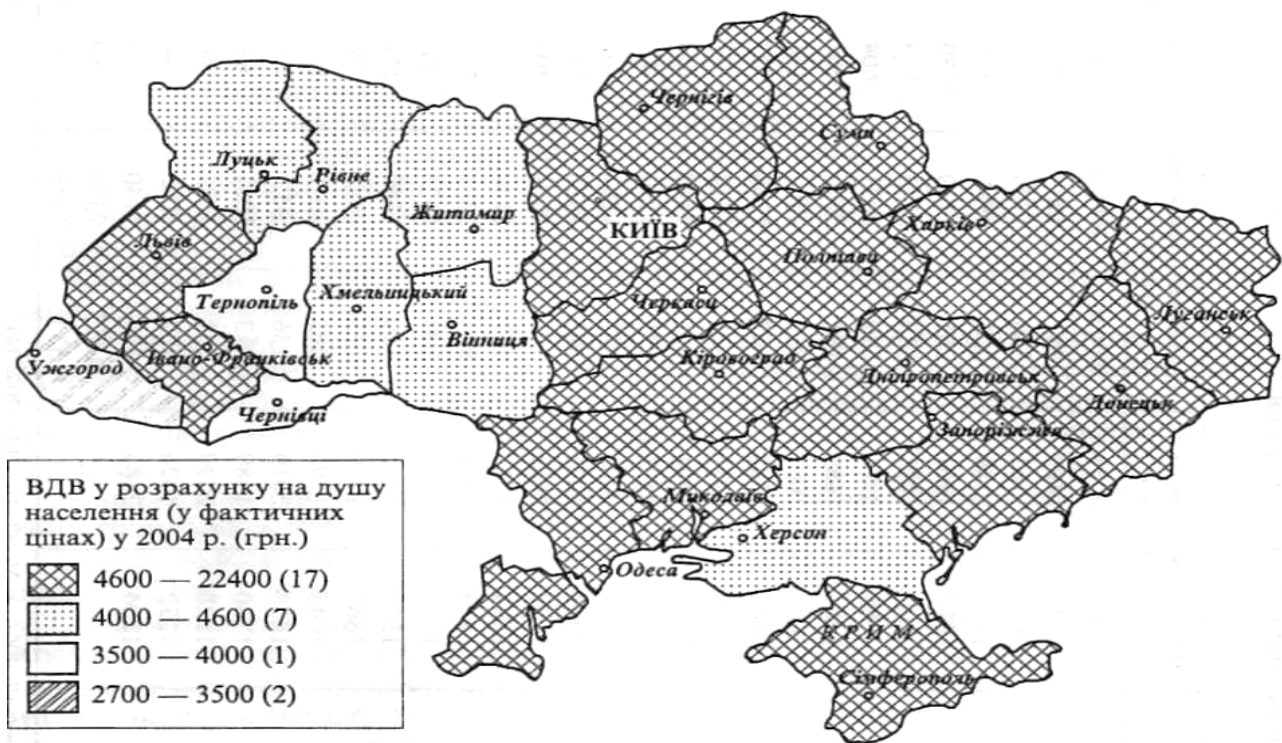 Чернігів
Суми
Луцьк
Рівне
Житомир
КИЇВ
Харків
Львів
Полтава
Тернопіль
Хмельницький
Черкаси
Луганськ
Вінниця
Ужгород
Івано-Франківськ
Кіровоград
Дніпропетровськ
Донецьк
Чернівці
Запоріжжя
Миколаїв
Херсон
Одеса
КРИМ
Сімферополь
ВДВ у розрахунку на душу
населення (у фактичних
цінах) у 2004 р. (грн.)
4600 — 22400 (17)
4000 — 4600 (7)
3500 — 4000 (1)
2700 — 3500 (2)